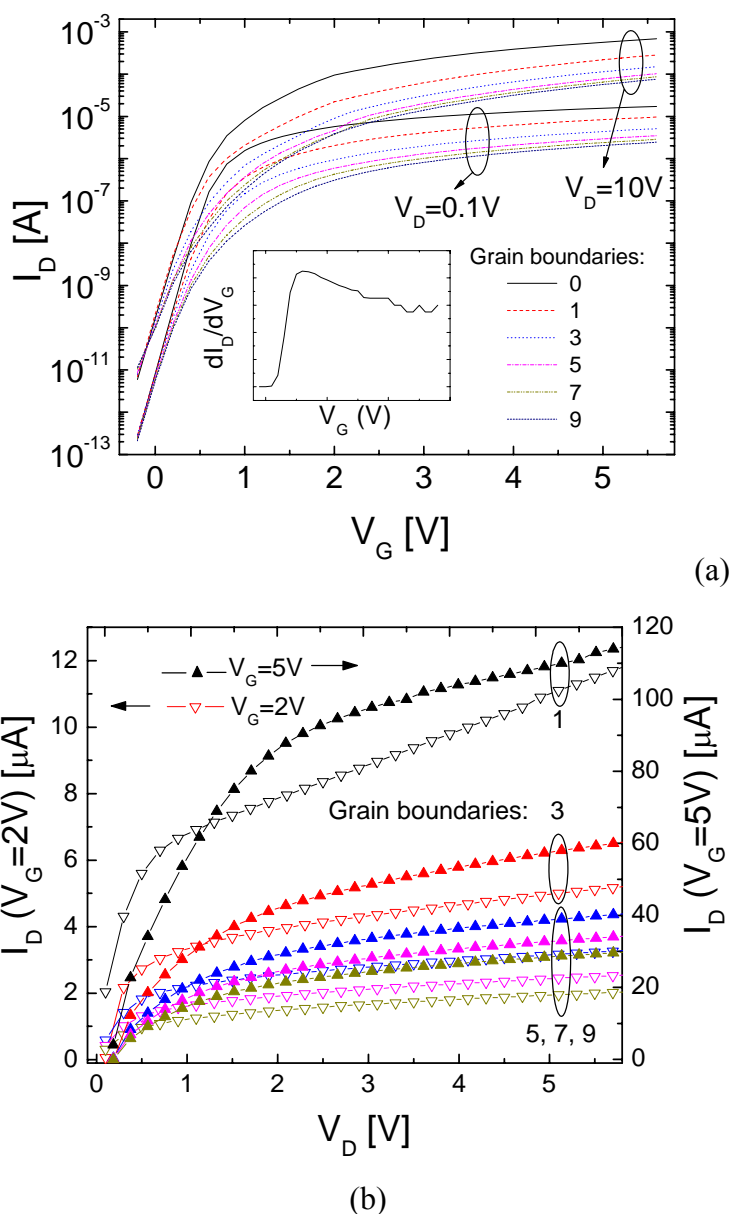 10^-3
10^-5
10^-7
10^-9
10^-11
10^-13
I_D [A]
V_D=0.1V
V_D=10V
Grain boundaries:
0
1
3
5
7
9
dI_D/dV_G
V_G (V)
0 1 2 3 4 5
V_G [V]
(a)
12
10
8
6
4
2
0
I_D (V_G=2V) [µA]
V_G=5V
V_G=2V
1
Grain boundaries: 3
5, 7, 9
120
100
80
60
40
20
0
I_D (V_G=5V) [µA]
0 1 2 3 4 5
V_D [V]
(b)